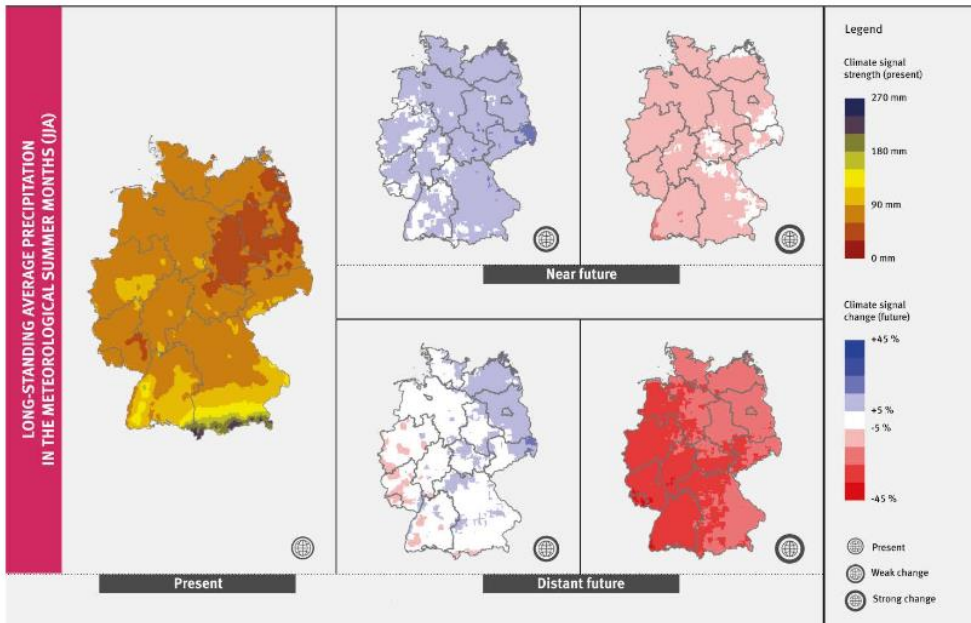 LONG-STANDING AVERAGE PRECIPITATION
IN THE METEOROLOGICAL SUMMER MONTHS (JJA)
Present
Near future
Distant future
Legend
Climate signal
strength (present)
270 mm
180 mm
90 mm
0 mm
Climate signal
change (future)
+45 %
+5 %
-5 %
-45 %
Present
Weak change
Strong change